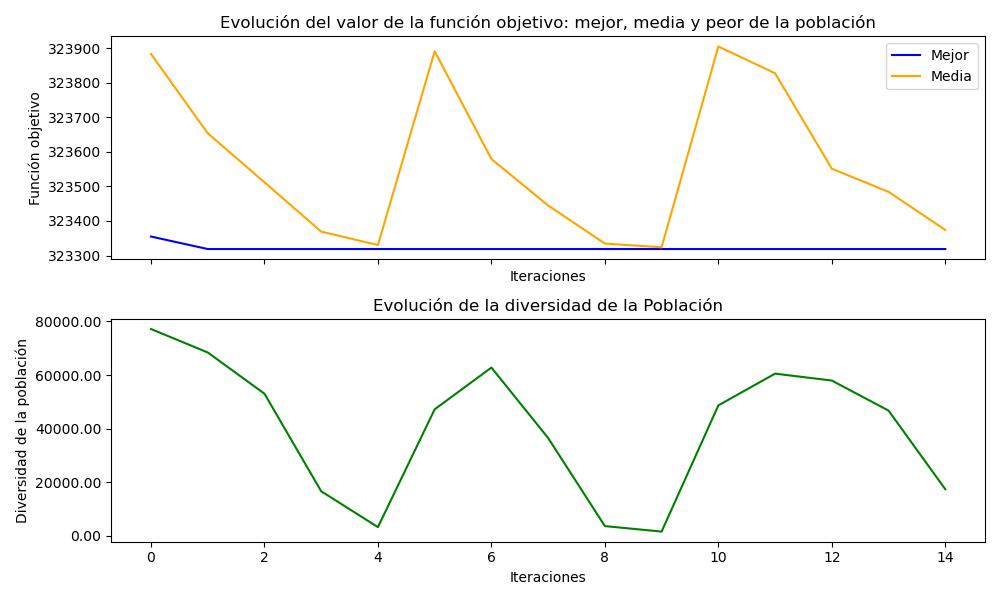 Evolución del valor de la función objetivo: mejor, media y peor de la población
Función objetivo
323900
323800
323700
323600
323500
323400
323300
Mejor
Media
Iteraciones
Evolución de la diversidad de la Población
Diversidad de la población
80000.00
60000.00
40000.00
20000.00
0.00
0 2 4 6 8 10 12 14
Iteraciones